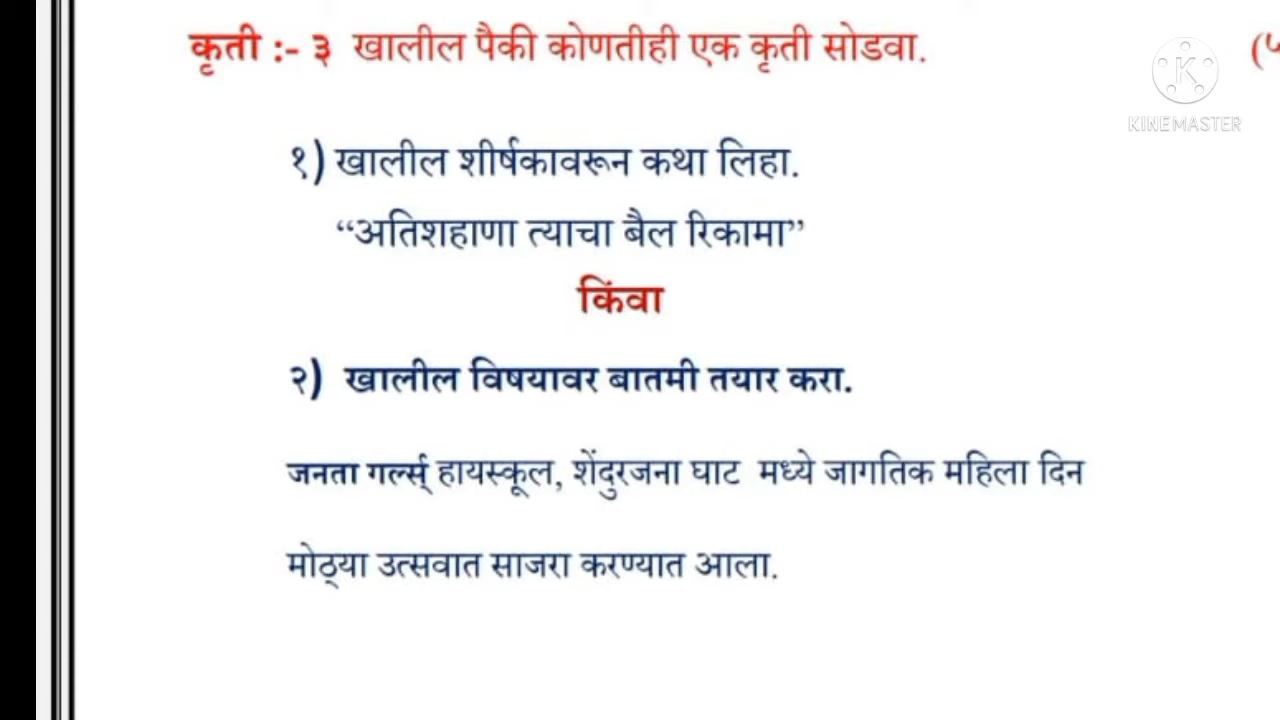 कृती :- ३ खालील पैकी कोणतीही एक कृती सोडवा. (५
KINEMASTER
१) खालील शीर्षकावरून कथा लिहा.
“अतिशहाणा त्याचा बैल रिकामा”
किंवा
२) खालील विषयावर बातमी तयार करा.
जनता गर्ल्स् हायस्कूल, शेंदुरजना घाट मध्ये जागतिक महिला दिन
मोठ्या उत्सवात साजरा करण्यात आला.